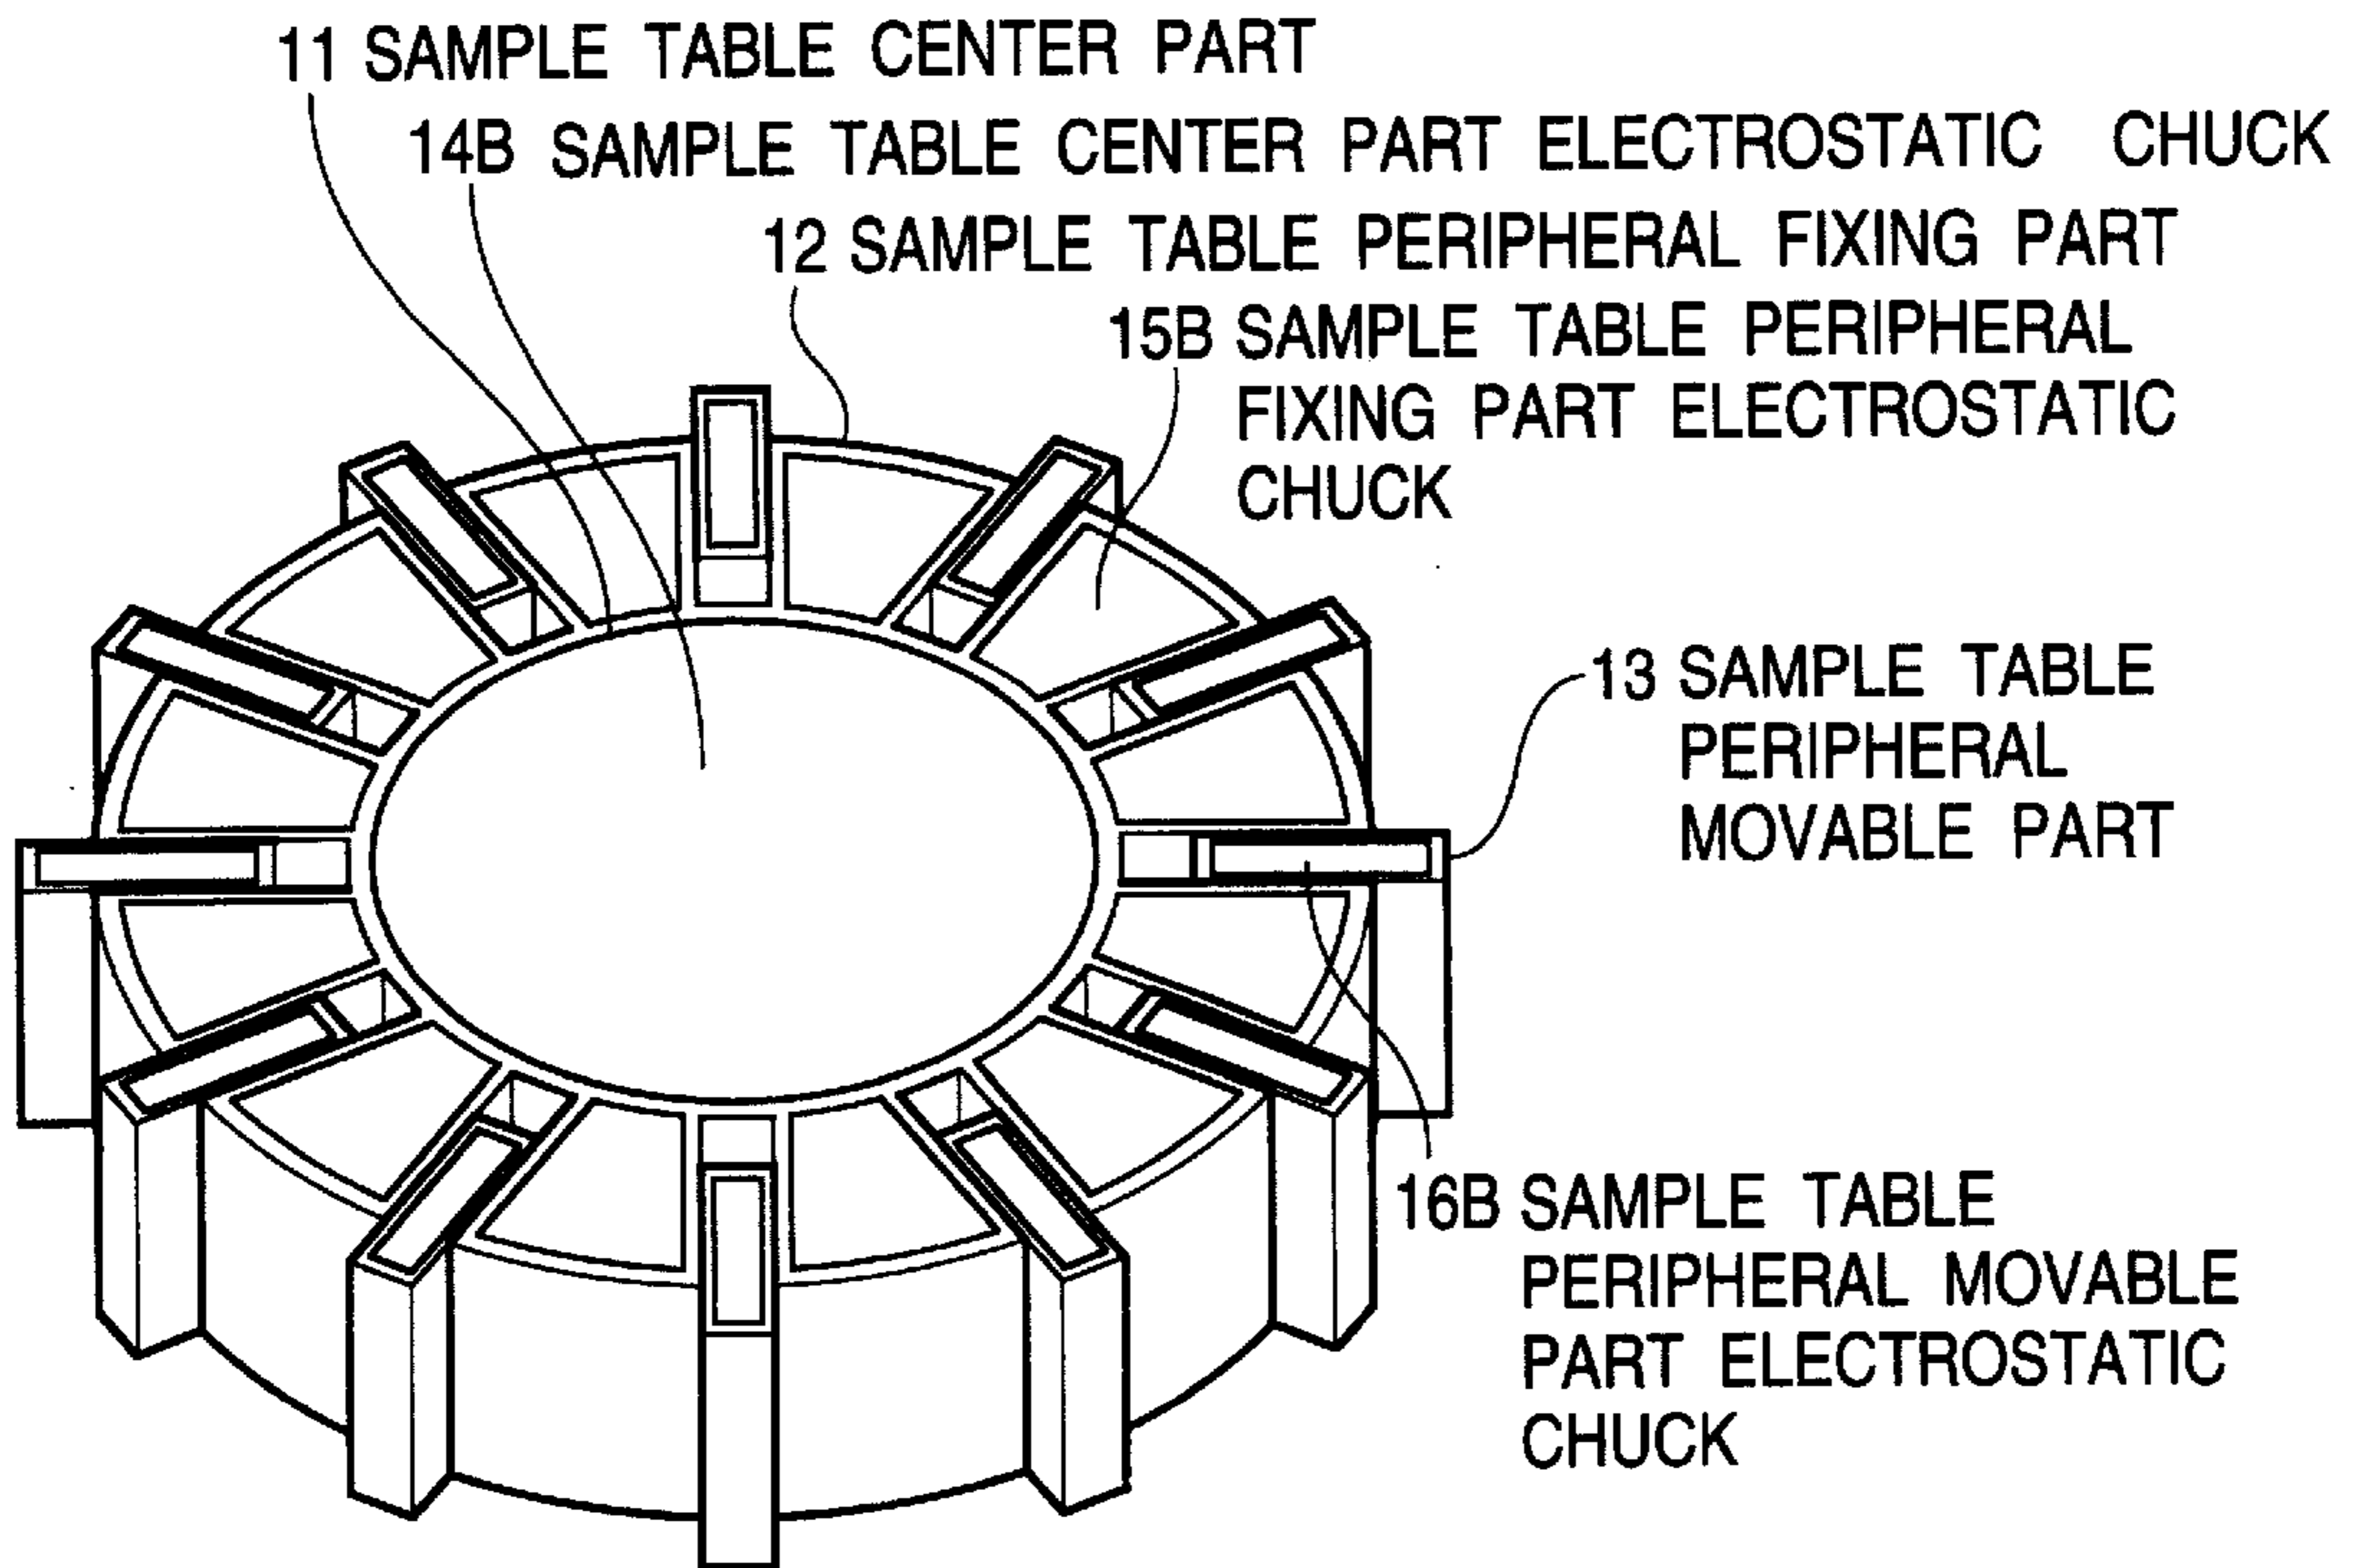 11 SAMPLE TABLE CENTER PART
14B SAMPLE TABLE CENTER PART ELECTROSTATIC CHUCK
12 SAMPLE TABLE PERIPHERAL FIXING PART
15B SAMPLE TABLE PERIPHERAL
FIXING PART ELECTROSTATIC
CHUCK
13 SAMPLE TABLE
PERIPHERAL
MOVABLE PART
16B SAMPLE TABLE
PERIPHERAL MOVABLE
PART ELECTROSTATIC
CHUCK